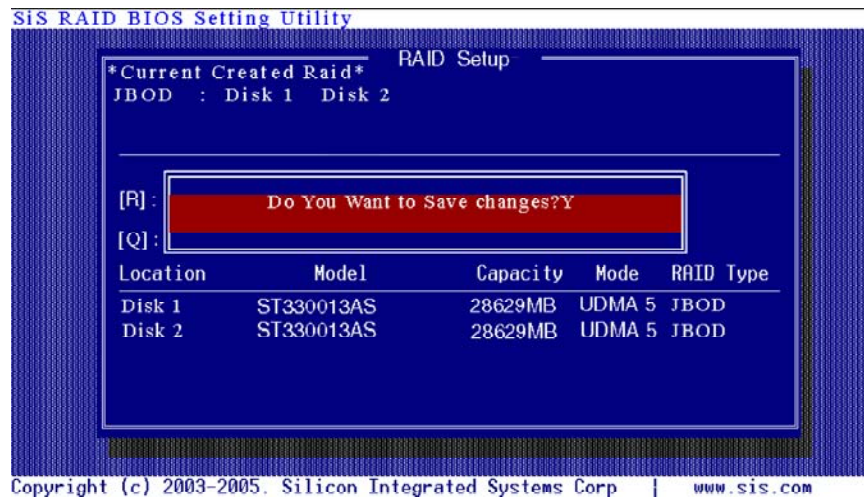 SiS RAID BIOS Setting Utility
RAID Setup
*Current Created Raid*
JBOD : Disk 1 Disk 2
[R] :
Do You Want to Save changes?Y
[Q] :
Location Model Capacity Mode RAID Type
Disk 1 ST330013AS 28629MB UDMA 5 JBOD
Disk 2 ST330013AS 28629MB UDMA 5 JBOD
Copyright (c) 2003-2005. Silicon Integrated Systems Corp | www.sis.com